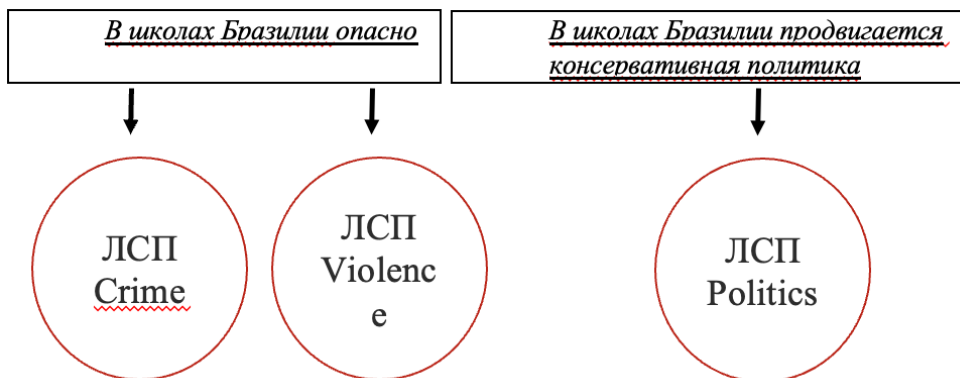 В школах Бразилии опасно
В школах Бразилии продвигается
консервативная политика
ЛСП
Crime
ЛСП
Violenc
e
ЛСП
Politics